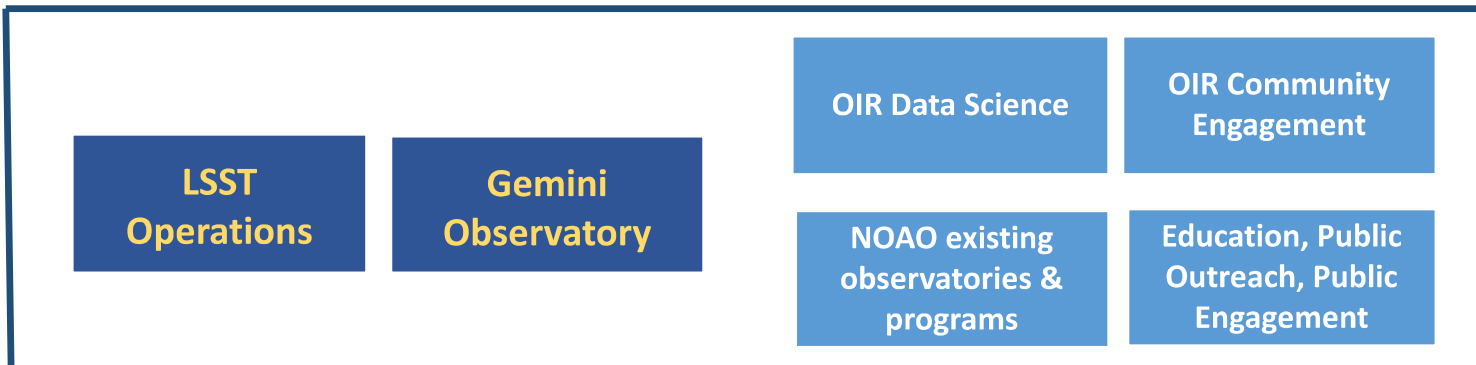 LSST
Operations
Gemini
Observatory
OIR Data Science
OIR Community
Engagement
NOAO existing
observatories &
programs
Education, Public
Outreach, Public
Engagement